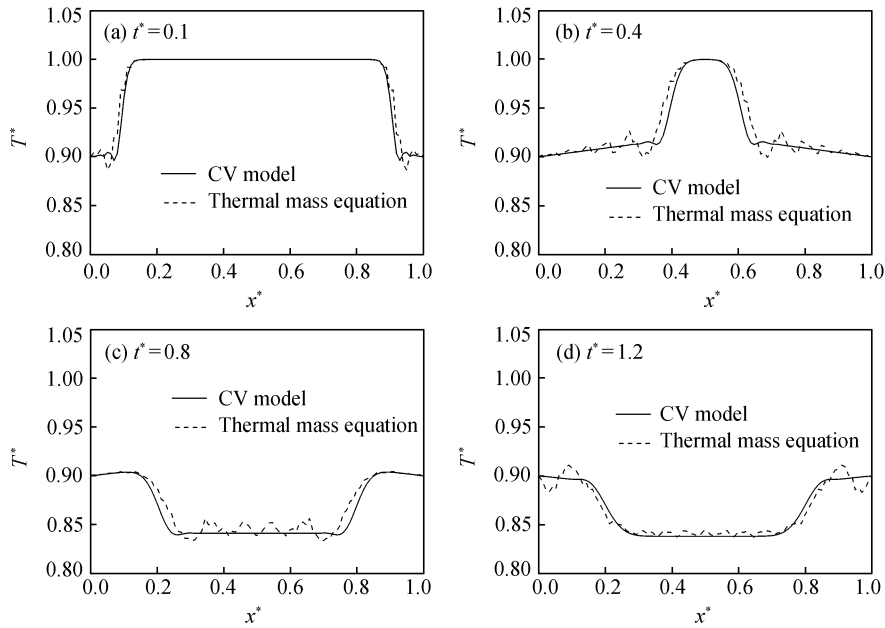 (a) t* = 0.1
1.05
1.00
0.95
0.90
0.85
0.80
T*
CV model
Thermal mass equation
0.0 0.2 0.4 0.6 0.8 1.0
x*
(b) t* = 0.4
1.05
1.00
0.95
0.90
0.85
0.80
T*
CV model
Thermal mass equation
0.0 0.2 0.4 0.6 0.8 1.0
x*
(c) t* = 0.8
1.05
1.00
0.95
0.90
0.85
0.80
T*
CV model
Thermal mass equation
0.0 0.2 0.4 0.6 0.8 1.0
x*
(d) t* = 1.2
1.05
1.00
0.95
0.90
0.85
0.80
T*
CV model
Thermal mass equation
0.0 0.2 0.4 0.6 0.8 1.0
x*